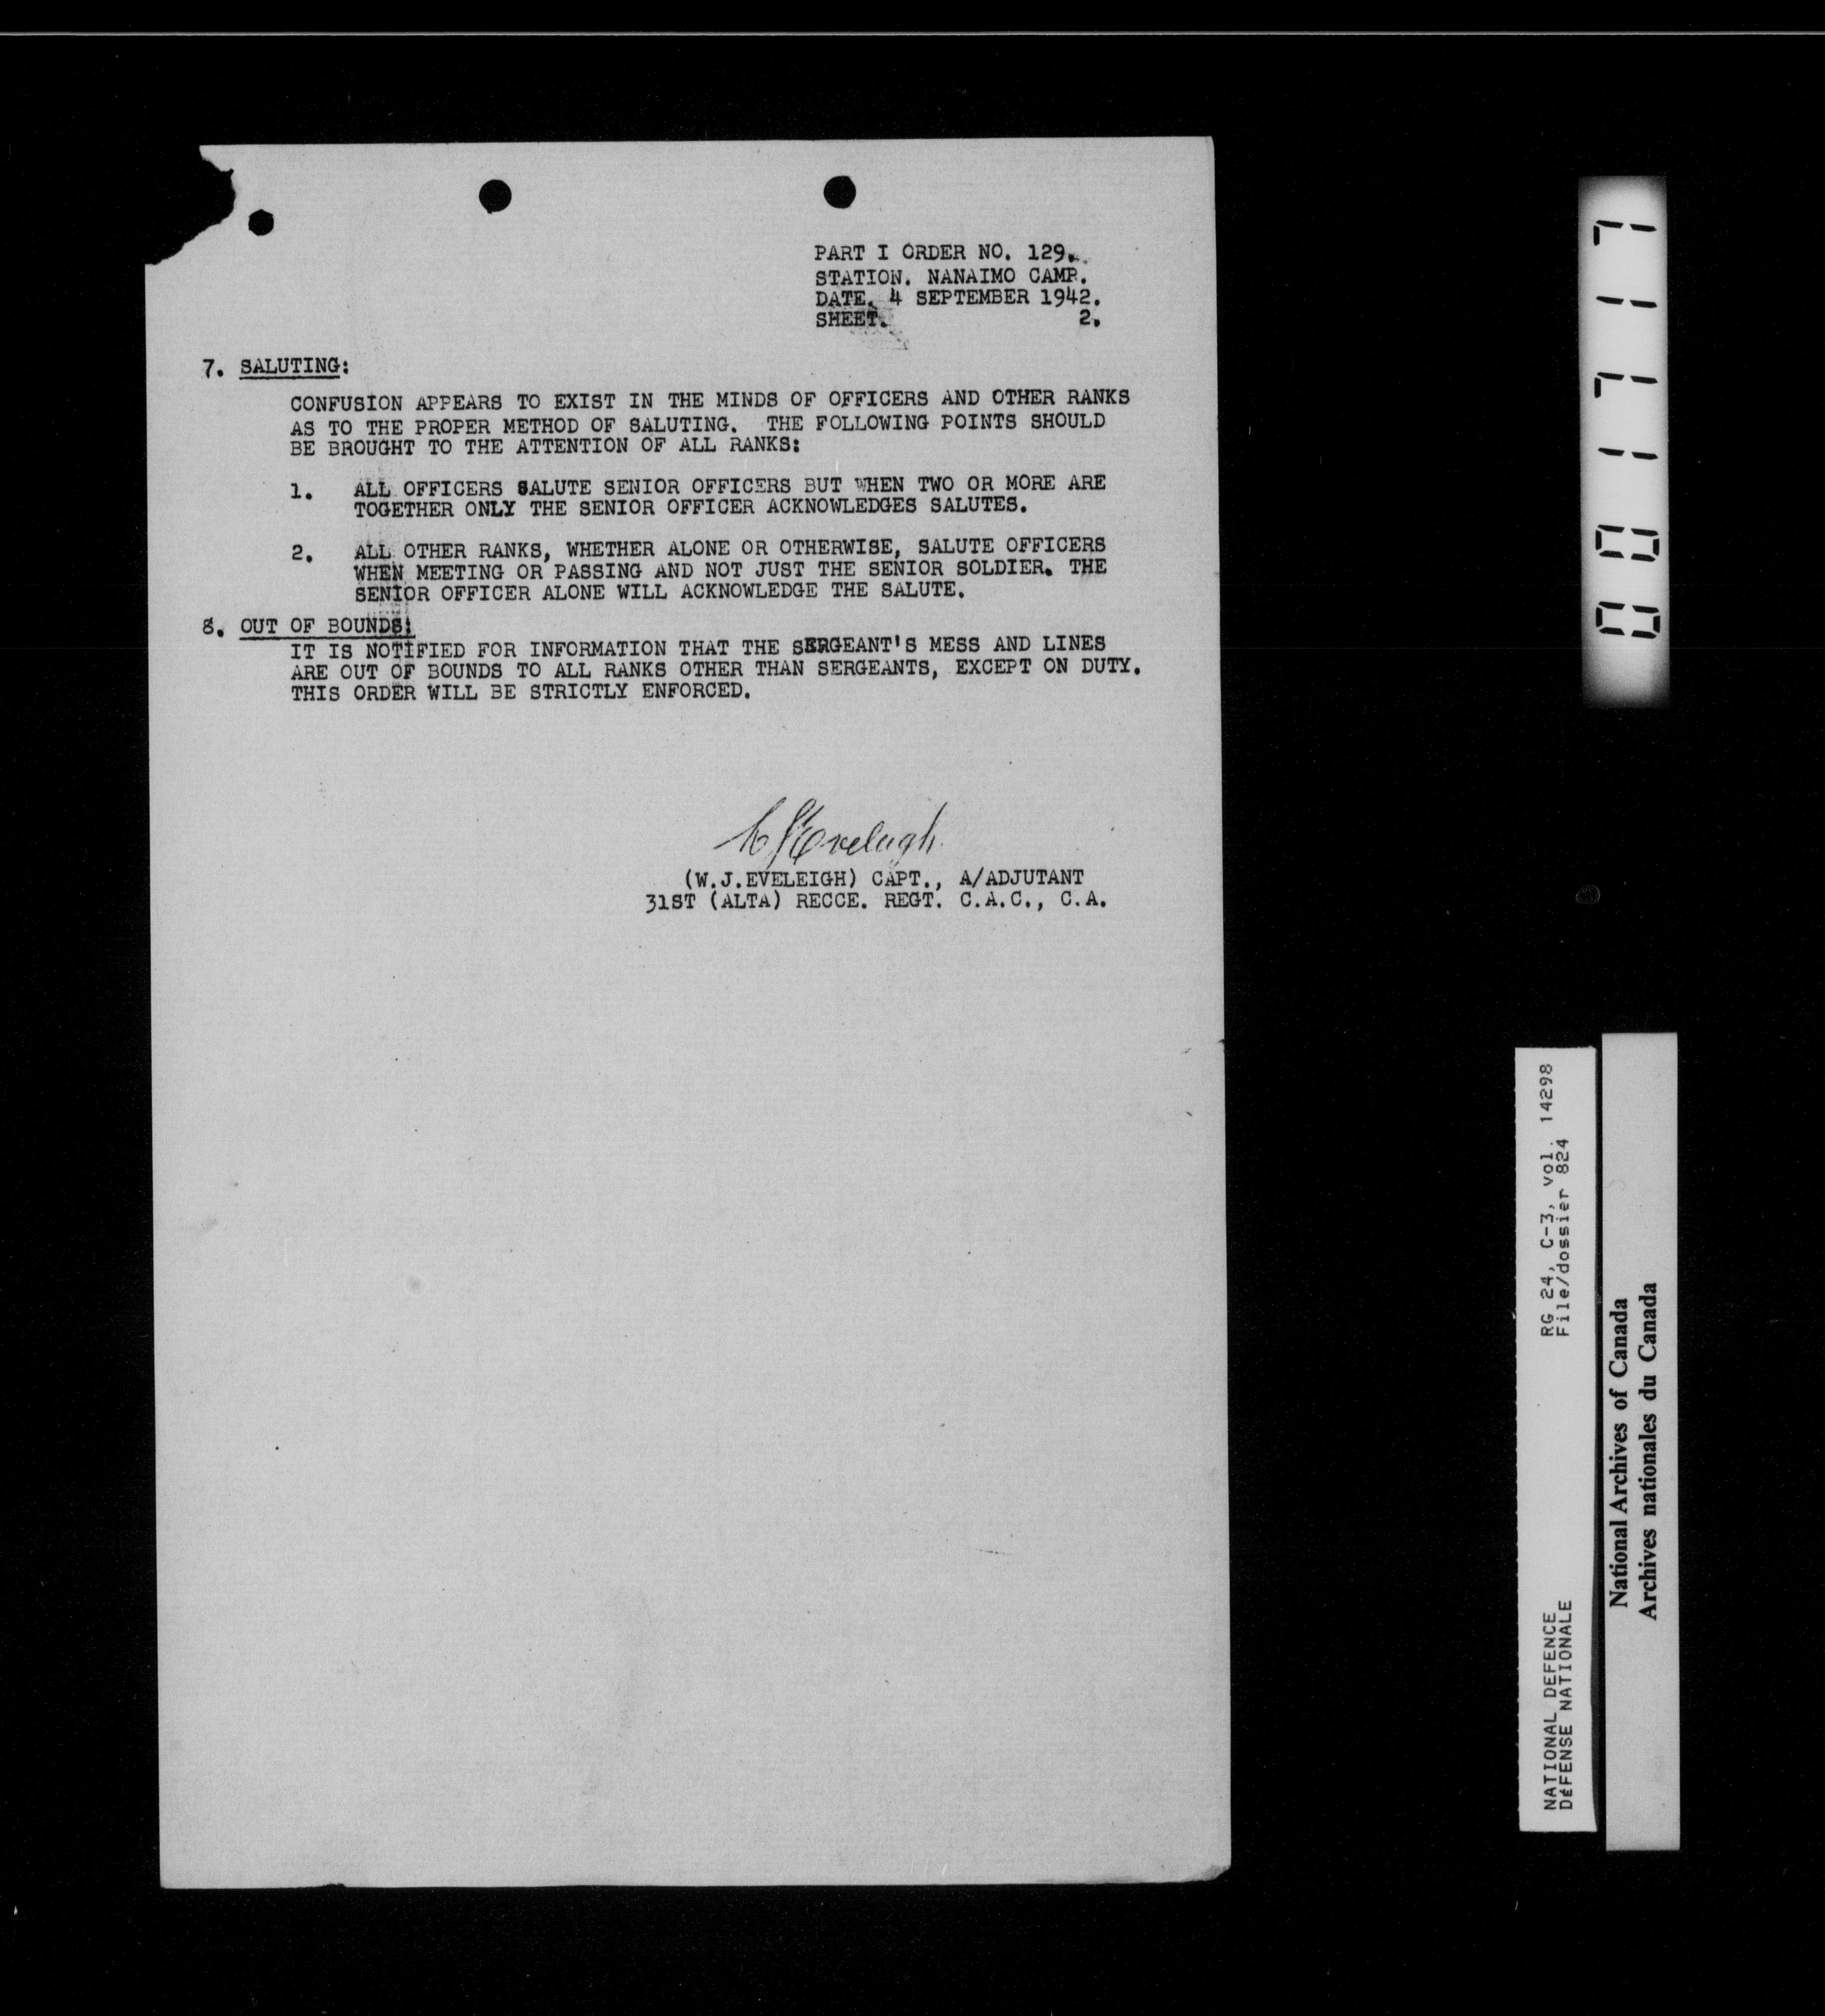 PART I ORDER NO. 129.
STATION. NANAIMO CAMP.
DATE. 4 SEPTEMBER 1942.
SHEET. 2.
7. SALUTING:
CONFUSION APPEARS TO EXIST IN THE MINDS OF OFFICERS AND OTHER RANKS
AS TO THE PROPER METHOD OF SALUTING. THE FOLLOWING POINTS SHOULD
BE BROUGHT TO THE ATTENTION OF ALL RANKS:
1. ALL OFFICERS SALUTE SENIOR OFFICERS BUT WHEN TWO OR MORE ARE
TOGETHER ONLY THE SENIOR OFFICER ACKNOWLEDGES SALUTES.
2. ALL OTHER RANKS, WHETHER ALONE OR OTHERWISE, SALUTE OFFICERS
WHEN MEETING OR PASSING AND NOT JUST THE SENIOR SOLDIER. THE
SENIOR OFFICER ALONE WILL ACKNOWLEDGE THE SALUTE.
8. OUT OF BOUNDS:
IT IS NOTIFIED FOR INFORMATION THAT THE SERGEANT'S MESS AND LINES
ARE OUT OF BOUNDS TO ALL RANKS OTHER THAN SERGEANTS, EXCEPT ON DUTY.
THIS ORDER WILL BE STRICTLY ENFORCED.
WJEveleigh
(W.J.EVELEIGH) CAPT., A/ADJUTANT
31ST (ALTA) RECCE. REGT. C.A.C., C.A.
001717
NATIONAL DEFENCE RG 24, C-3, vol. 14298
DéFENSE NATIONALE File/dossier 824
National Archives of Canada
Archives nationales du Canada